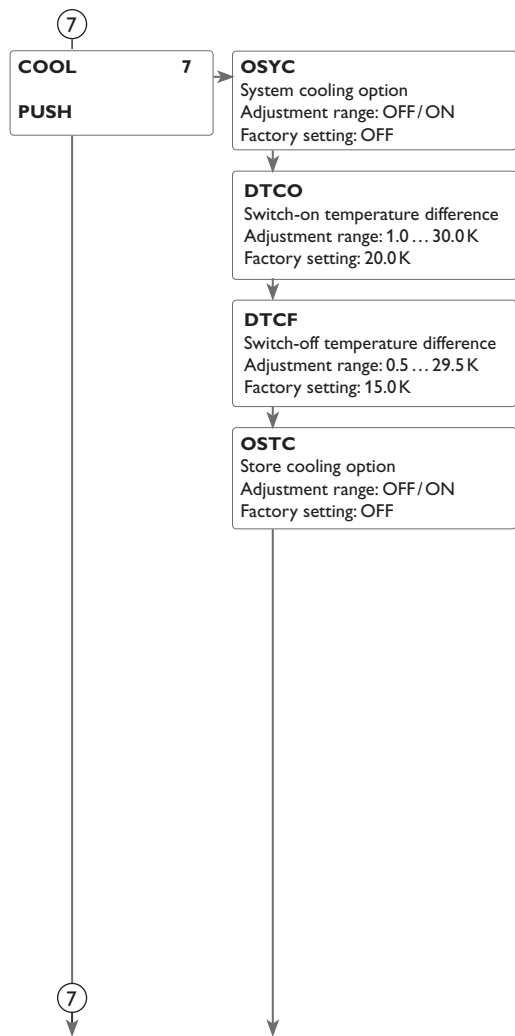 7
COOL 7
PUSH
OSYC
System cooling option
Adjustment range: OFF/ON
Factory setting: OFF
DTCO
Switch-on temperature difference
Adjustment range: 1.0 … 30.0 K
Factory setting: 20.0 K
DTCF
Switch-off temperature difference
Adjustment range: 0.5 … 29.5 K
Factory setting: 15.0 K
OSTC
Store cooling option
Adjustment range: OFF/ON
Factory setting: OFF
7